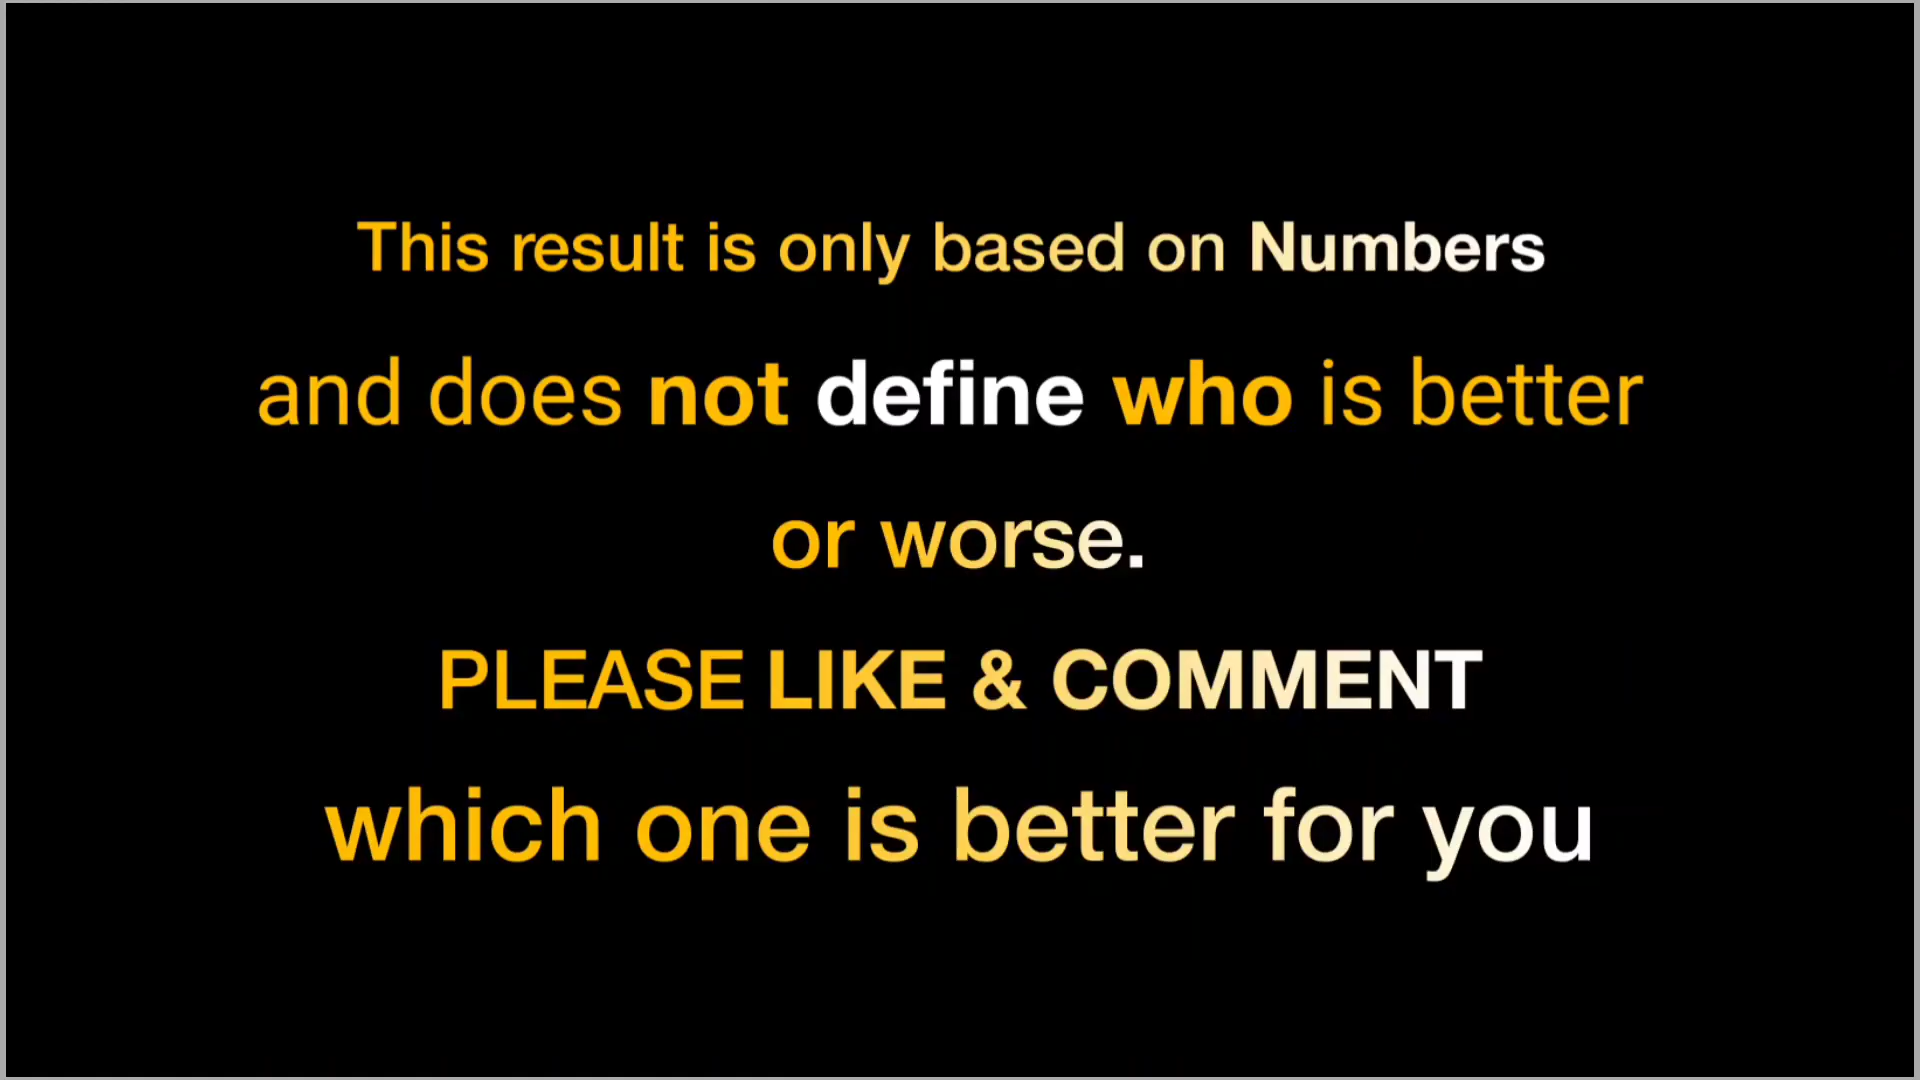 This result is only based on Numbers
and does not define who is better
or worse.
PLEASE LIKE & COMMENT
which one is better for you